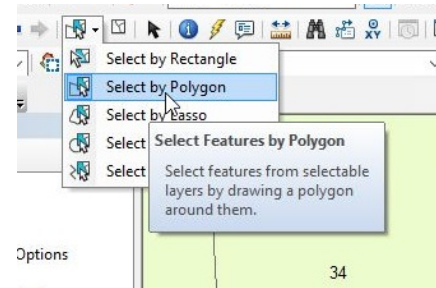 Select by Rectangle
Select by Polygon
Select by Lasso
Select
Select
Select Features by Polygon
Select features from selectable
layers by drawing a polygon
around them.
Options
34